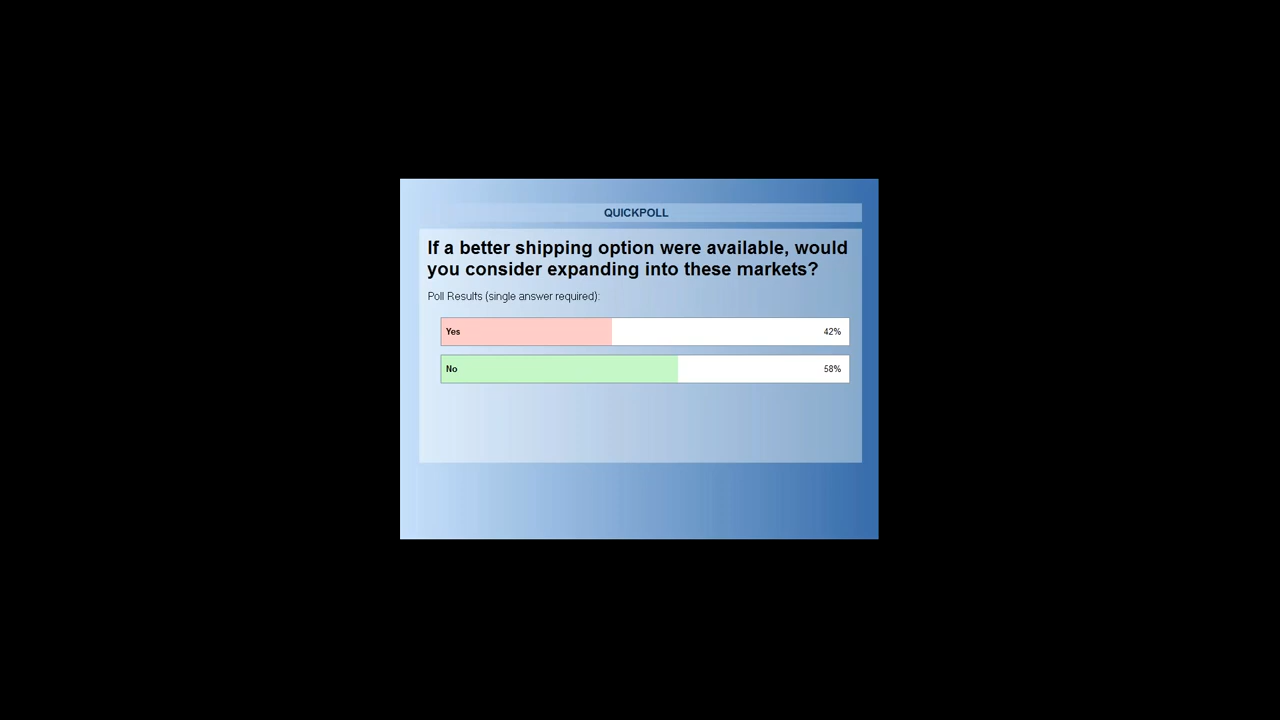 QUICKPOLL
If a better shipping option were available, would
you consider expanding into these markets?
Poll Results (single answer required):
Yes 42%
No 58%